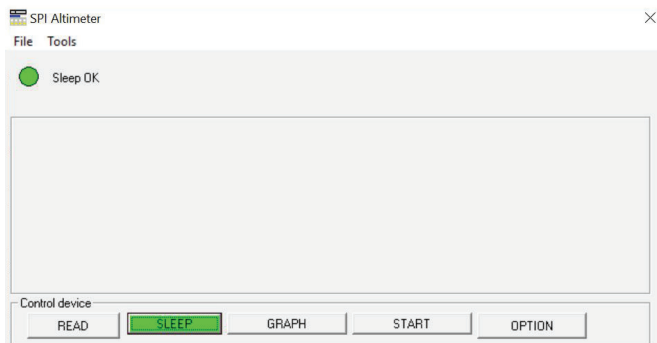 SPI Altimeter
File Tools
Sleep OK
Control device
READ SLEEP GRAPH START OPTION